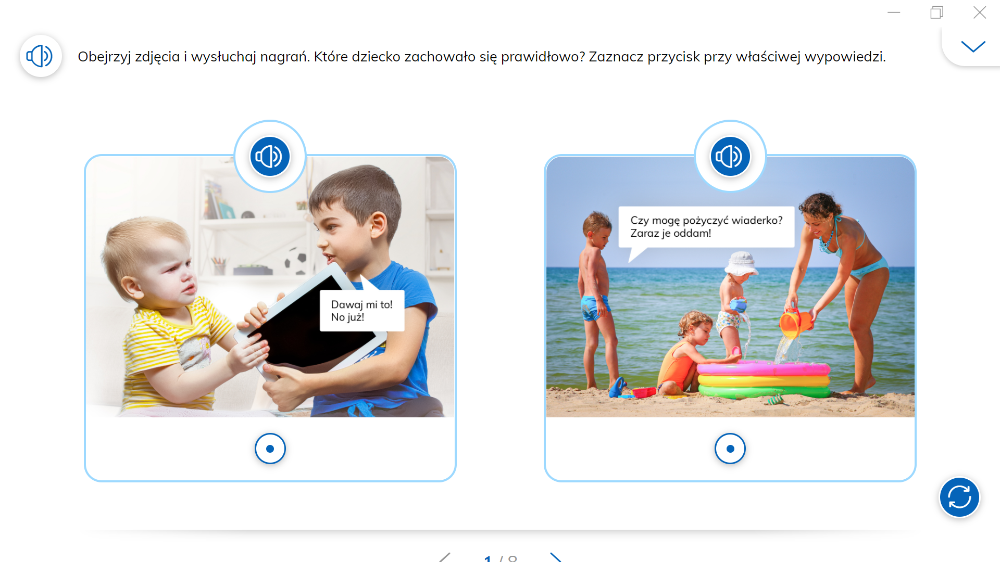 Obejrzyj zdjęcia i wysłuchaj nagrań. Które dziecko zachowało się prawidłowo? Zaznacz przycisk przy właściwej wypowiedzi.
Dawaj mi to!
No już!
Czy mogę pożyczyć wiaderko?
Zaraz je oddam!
1 / 8